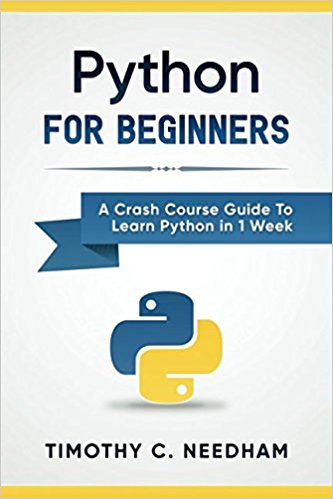 Python
FOR BEGINNERS
A Crash Course Guide To
Learn Python in 1 Week
TIMOTHY C. NEEDHAM